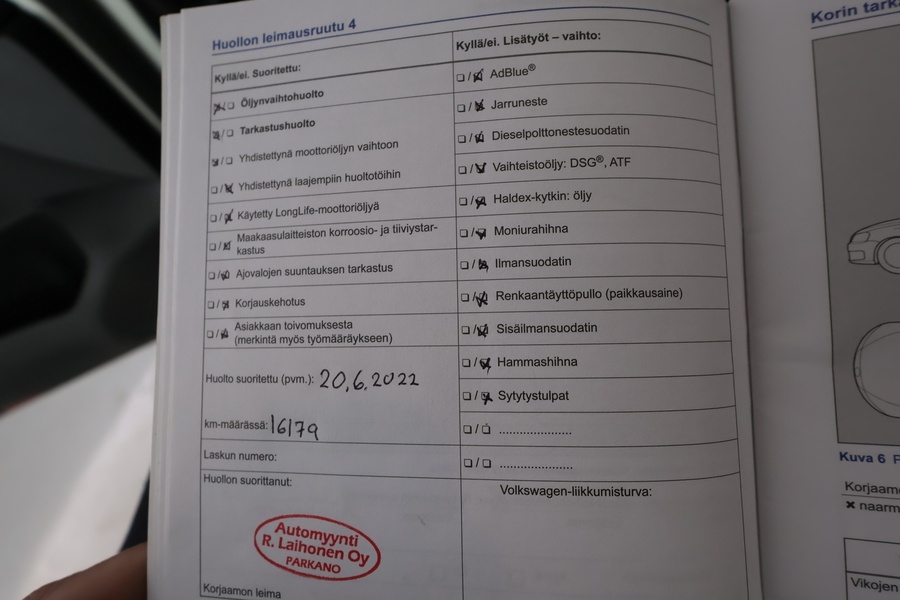 Huollon leimausruutu 4
Kyllä/ei. Suoritettu:
Öljynvaihtohuolto
Tarkastushuolto
Yhdistettynä moottoriöljyn vaihtoon
Yhdistettynä laajempiin huoltotöihin
Käytetty LongLife-moottoriöljyä
Maakaasulaitteiston korroosio- ja tiiviystar-
kastus
Ajovalojen suuntauksen tarkastus
Korjauskehotus
Asiakkaan toivomuksesta
(merkintä myös työmääräykseen)
Huolto suoritettu (pvm.): 20.6.2022
km-määrässä: 16179
Laskun numero:
Huollon suorittanut:
Automyynti
R. Laihonen Oy
PARKANO
Korjaamon leima
Kyllä/ei. Lisätyöt – vaihto:
AdBlue®
Jarruneste
Dieselpolttonestesuodatin
Vaihteistoöljy: DSG®, ATF
Haldex-kytkin: öljy
Moniurahihna
Ilmansuodatin
Renkaantäyttöpullo (paikkausaine)
Sisäilmansuodatin
Hammashihna
Sytytystulpat
Volkswagen-liikkumisturva:
Korin tark
Kuva 6
Korjaam
naarm
Vikojen